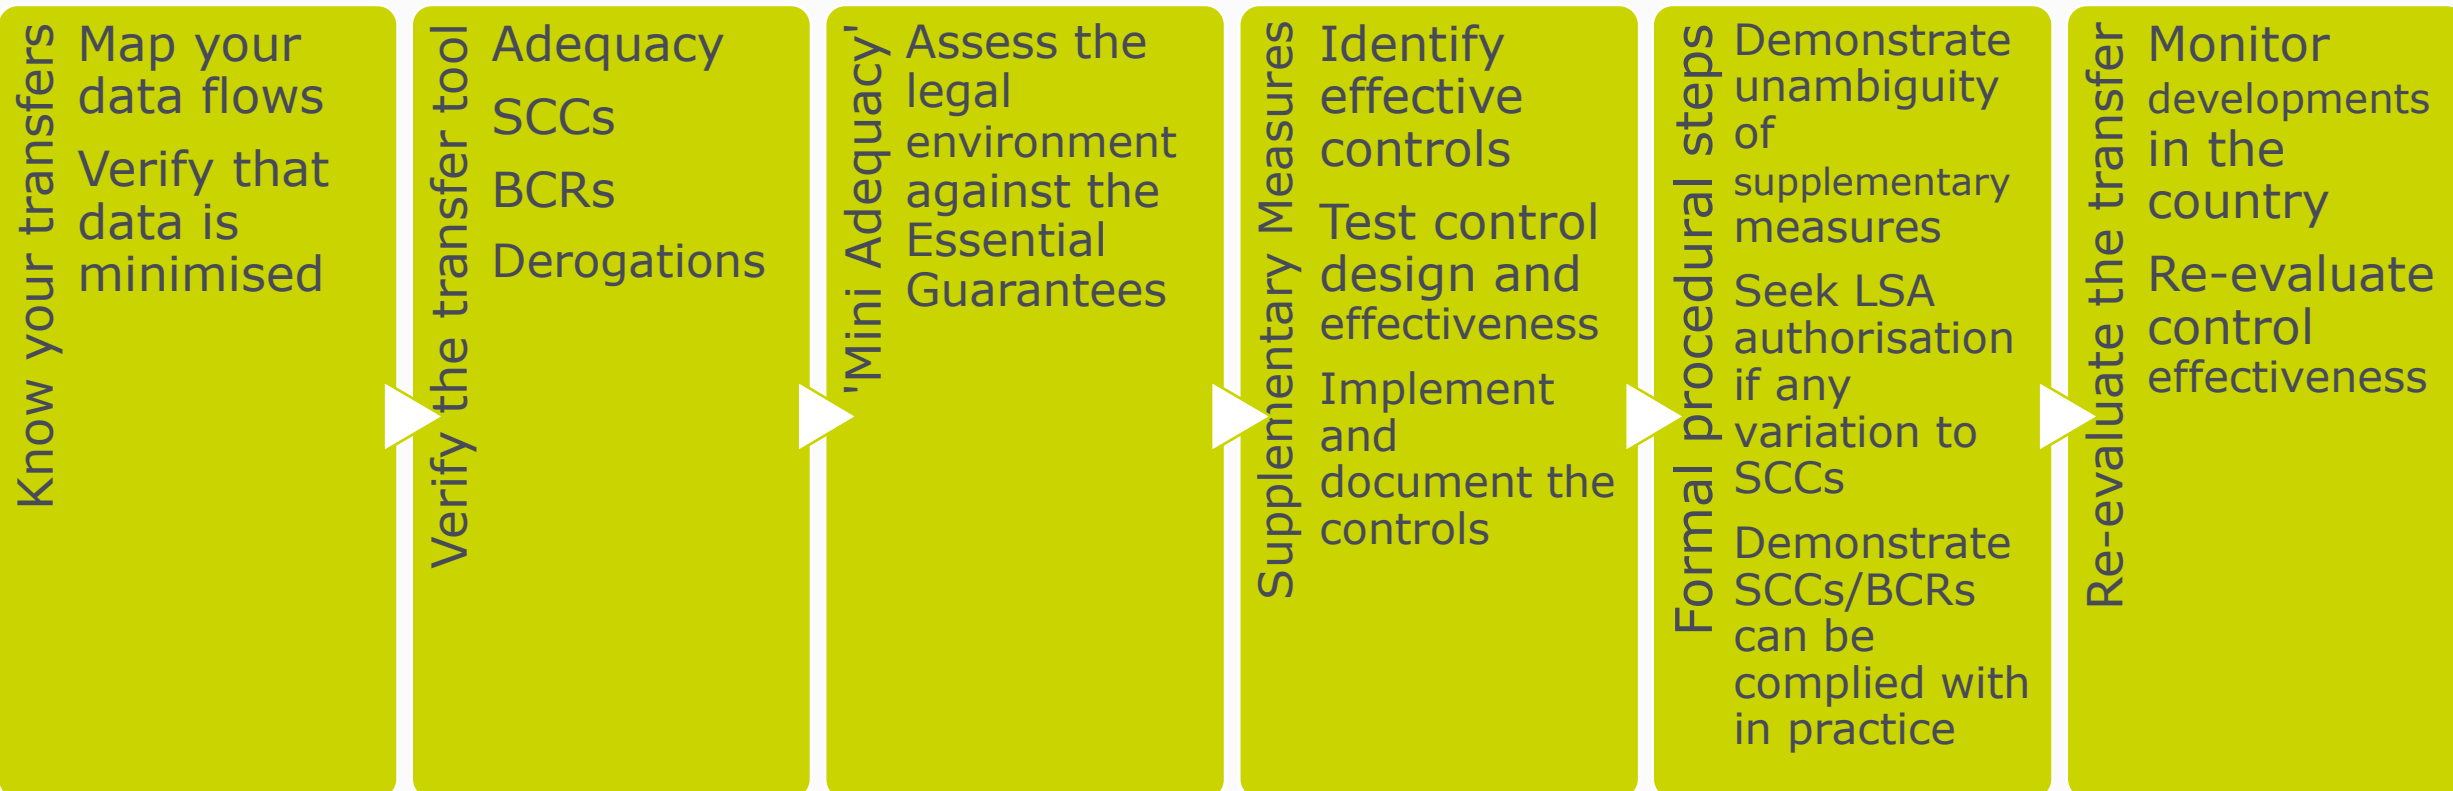 Know your transfers
Map your
data flows
Verify that
data is
minimised
Verify the transfer tool
Adequacy
SCCs
BCRs
Derogations
'Mini Adequacy'
Assess the
legal
environment
against the
Essential
Guarantees
Supplementary Measures
Identify
effective
controls
Test control
design and
effectiveness
Implement
and
document the
controls
Formal procedural steps
Demonstrate
unambiguity
of
supplementary
measures
Seek LSA
authorisation
if any
variation to
SCCs
Demonstrate
SCCs/BCRs
can be
complied with
in practice
Re-evaluate the transfer
Monitor
developments
in the
country
Re-evaluate
control
effectiveness